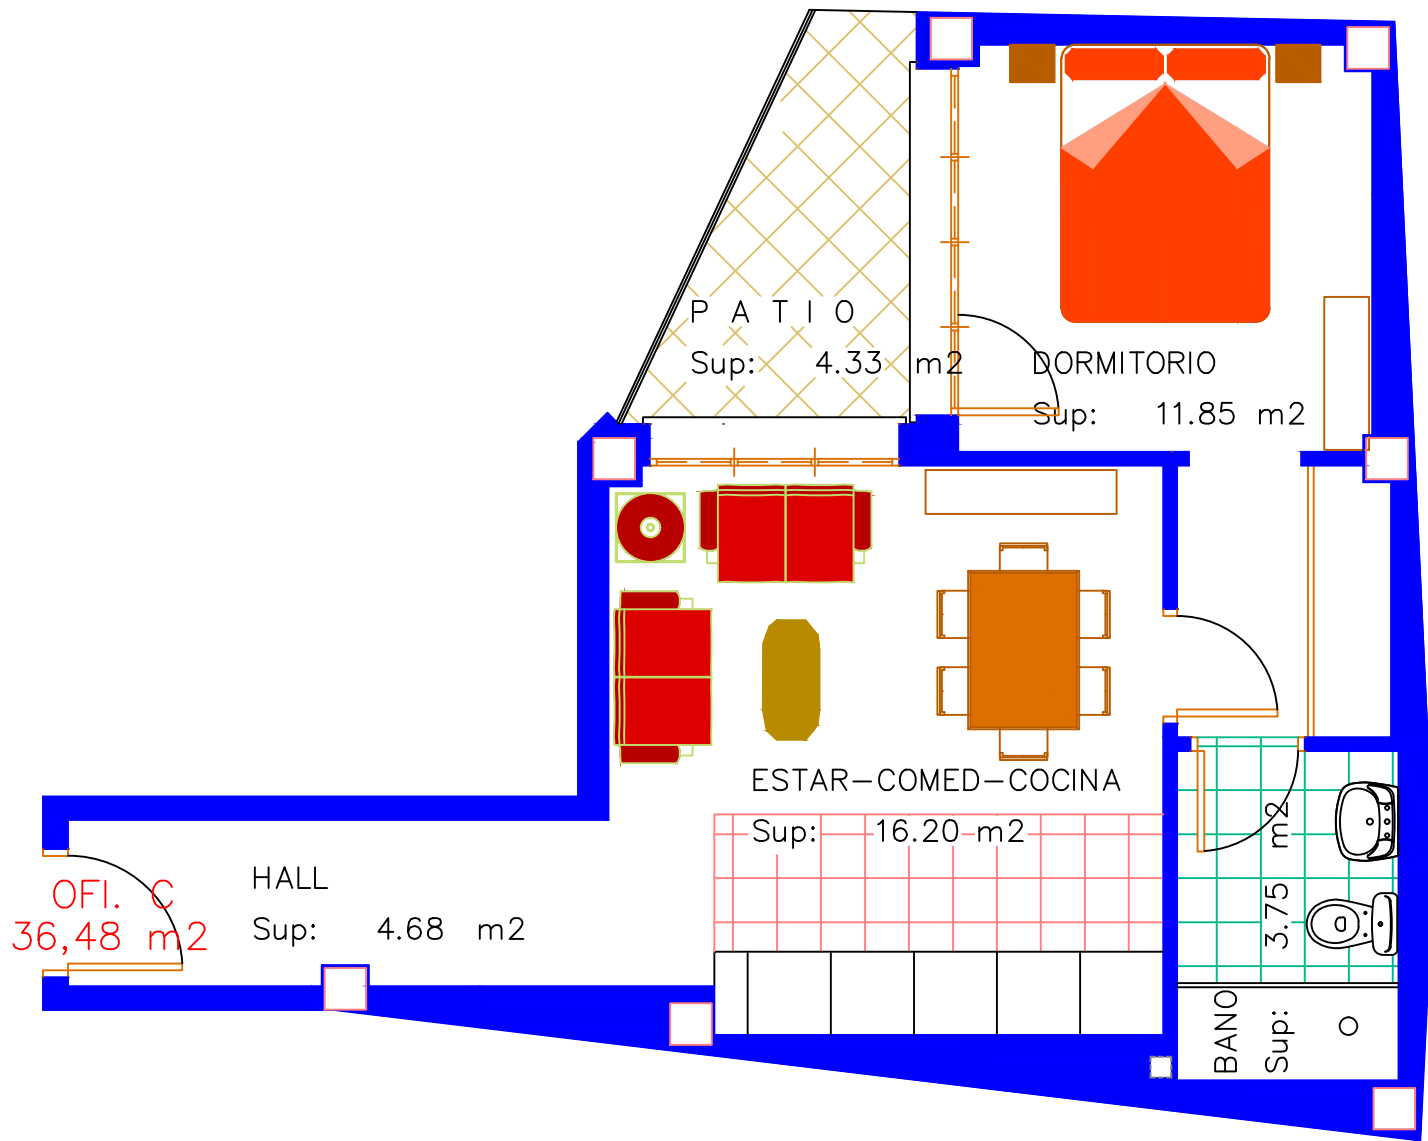 P A T I O
Sup: 4.33 m2
DORMITORIO
Sup: 11.85 m2
ESTAR-COMED-COCINA
Sup: 16.20 m2
HALL
Sup: 4.68 m2
OFI. C
36,48 m2
BANO
Sup: 3.75 m2